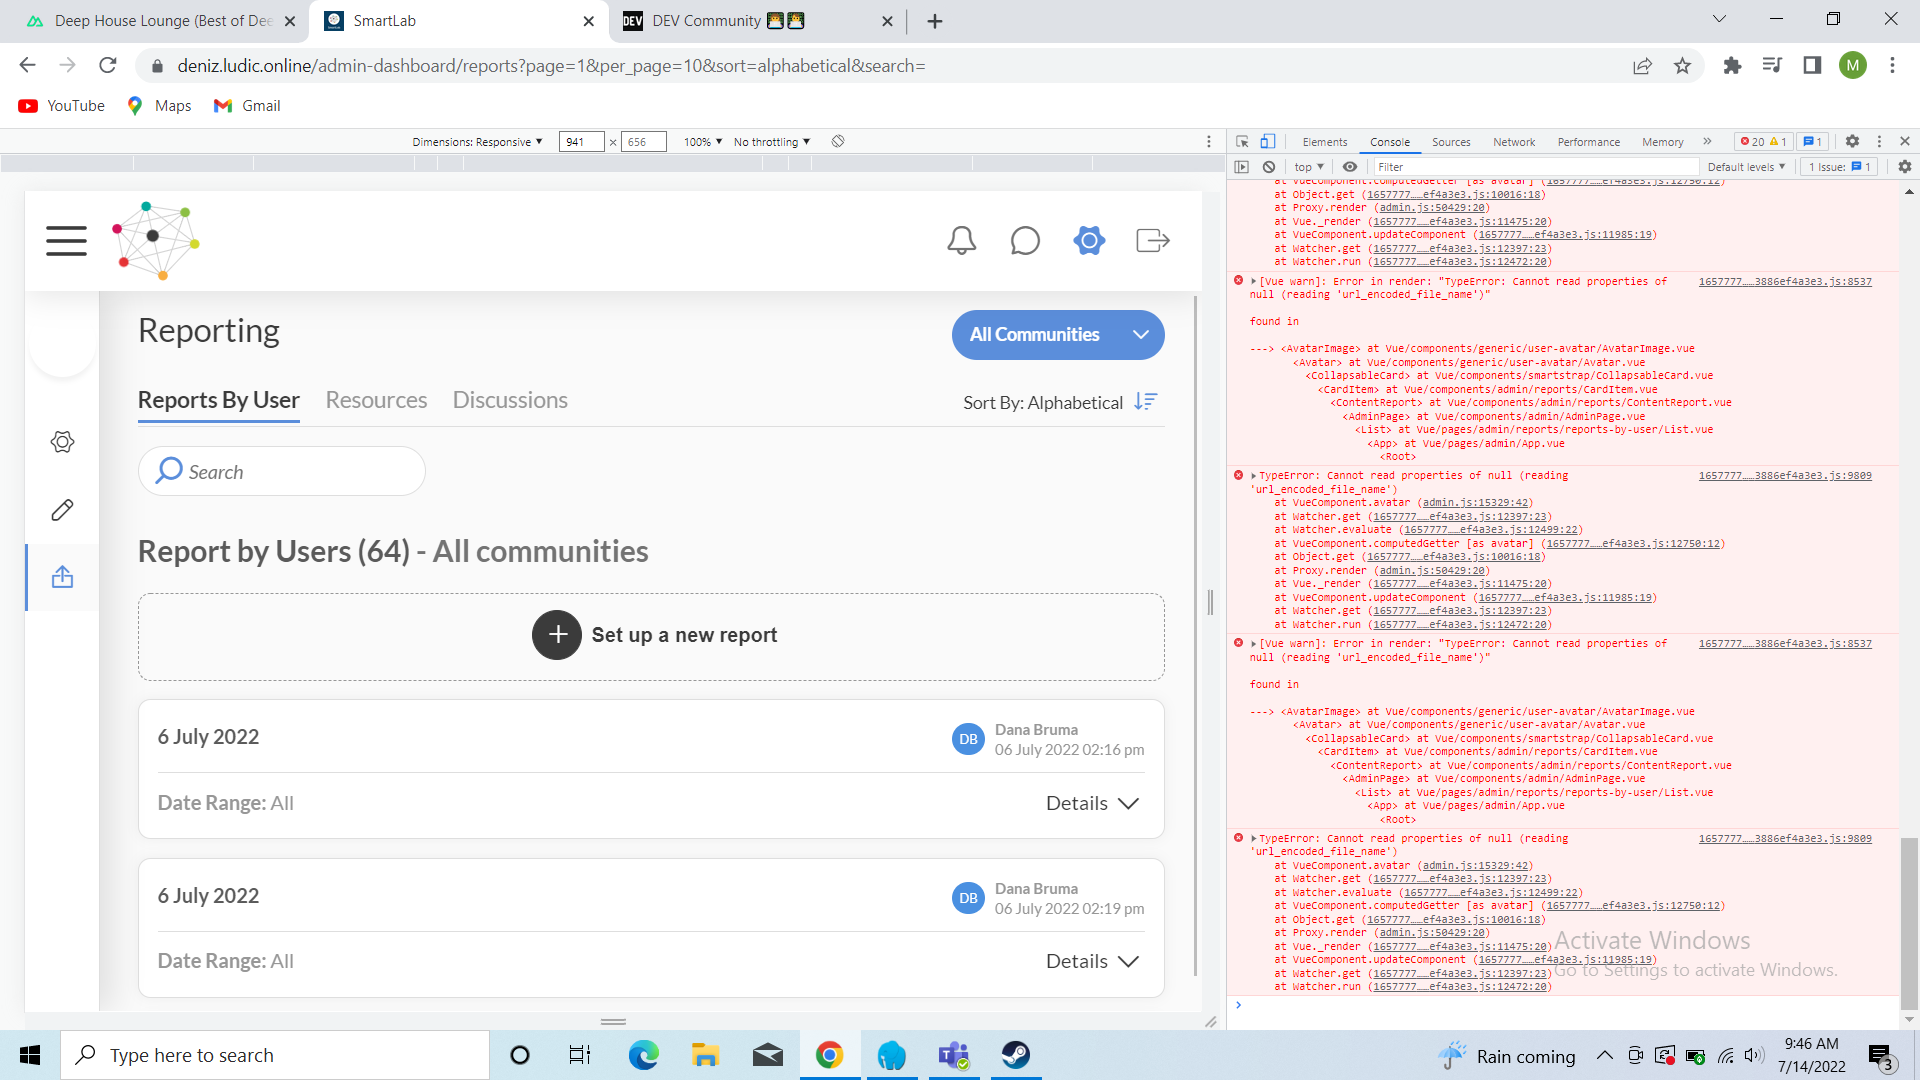 Deep House Lounge (Best of Dee
SmartLab
DEV
DEV Community
deniz.ludic.online/admin-dashboard/reports?page=1&per_page=10&sort=alphabetical&search=
M
YouTube
Maps
Gmail
Dimensions: Responsive
941
×
656
100%
No throttling
Elements
Console
Sources
Network
Performance
Memory
20
1
1
top
Filter
Default levels
1 Issue:
1
Reporting
All Communities
Reports By User
Resources
Discussions
Sort By: Alphabetical
Search
Report by Users (64) - All communities
Set up a new report
6 July 2022
DB
Dana Bruma
06 July 2022 02:16 pm
Date Range: All
Details
6 July 2022
DB
Dana Bruma
06 July 2022 02:19 pm
Date Range: All
Details
at VueComponent.computedGetter [as avatar] (1657777……ef4a3e3.js:12750:12)
at Object.get (1657777……ef4a3e3.js:10016:18)
at Proxy.render (admin.js:50429:20)
at Vue._render (1657777……ef4a3e3.js:11475:20)
at VueComponent.updateComponent (1657777……ef4a3e3.js:11985:19)
at Watcher.get (1657777……ef4a3e3.js:12397:23)
at Watcher.run (1657777……ef4a3e3.js:12472:20)
[Vue warn]: Error in render: "TypeError: Cannot read properties of 1657777……3886ef4a3e3.js:8537
null (reading 'url_encoded_file_name')"
found in
---> <AvatarImage> at Vue/components/generic/user-avatar/AvatarImage.vue
<Avatar> at Vue/components/generic/user-avatar/Avatar.vue
<CollapsableCard> at Vue/components/smartstrap/CollapsableCard.vue
<CardItem> at Vue/components/admin/reports/CardItem.vue
<ContentReport> at Vue/components/admin/reports/ContentReport.vue
<AdminPage> at Vue/components/admin/AdminPage.vue
<List> at Vue/pages/admin/reports/reports-by-user/List.vue
<App> at Vue/pages/admin/App.vue
<Root>
TypeError: Cannot read properties of null (reading 1657777……3886ef4a3e3.js:9809
'url_encoded_file_name')
at VueComponent.avatar (admin.js:15329:42)
at Watcher.get (1657777……ef4a3e3.js:12397:23)
at Watcher.evaluate (1657777……ef4a3e3.js:12499:22)
at VueComponent.computedGetter [as avatar] (1657777……ef4a3e3.js:12750:12)
at Object.get (1657777……ef4a3e3.js:10016:18)
at Proxy.render (admin.js:50429:20)
at Vue._render (1657777……ef4a3e3.js:11475:20)
at VueComponent.updateComponent (1657777……ef4a3e3.js:11985:19)
at Watcher.get (1657777……ef4a3e3.js:12397:23)
at Watcher.run (1657777……ef4a3e3.js:12472:20)
[Vue warn]: Error in render: "TypeError: Cannot read properties of 1657777……3886ef4a3e3.js:8537
null (reading 'url_encoded_file_name')"
found in
---> <AvatarImage> at Vue/components/generic/user-avatar/AvatarImage.vue
<Avatar> at Vue/components/generic/user-avatar/Avatar.vue
<CollapsableCard> at Vue/components/smartstrap/CollapsableCard.vue
<CardItem> at Vue/components/admin/reports/CardItem.vue
<ContentReport> at Vue/components/admin/reports/ContentReport.vue
<AdminPage> at Vue/components/admin/AdminPage.vue
<List> at Vue/pages/admin/reports/reports-by-user/List.vue
<App> at Vue/pages/admin/App.vue
<Root>
TypeError: Cannot read properties of null (reading 1657777……3886ef4a3e3.js:9809
'url_encoded_file_name')
at VueComponent.avatar (admin.js:15329:42)
at Watcher.get (1657777……ef4a3e3.js:12397:23)
at Watcher.evaluate (1657777……ef4a3e3.js:12499:22)
at VueComponent.computedGetter [as avatar] (1657777……ef4a3e3.js:12750:12)
at Object.get (1657777……ef4a3e3.js:10016:18)
at Proxy.render (admin.js:50429:20)
at Vue._render (1657777……ef4a3e3.js:11475:20)
at VueComponent.updateComponent (1657777……ef4a3e3.js:11985:19)
at Watcher.get (1657777……ef4a3e3.js:12397:23)
at Watcher.run (1657777……ef4a3e3.js:12472:20)
Activate Windows
Go to Settings to activate Windows.
Type here to search
Rain coming
9:46 AM
7/14/2022
3